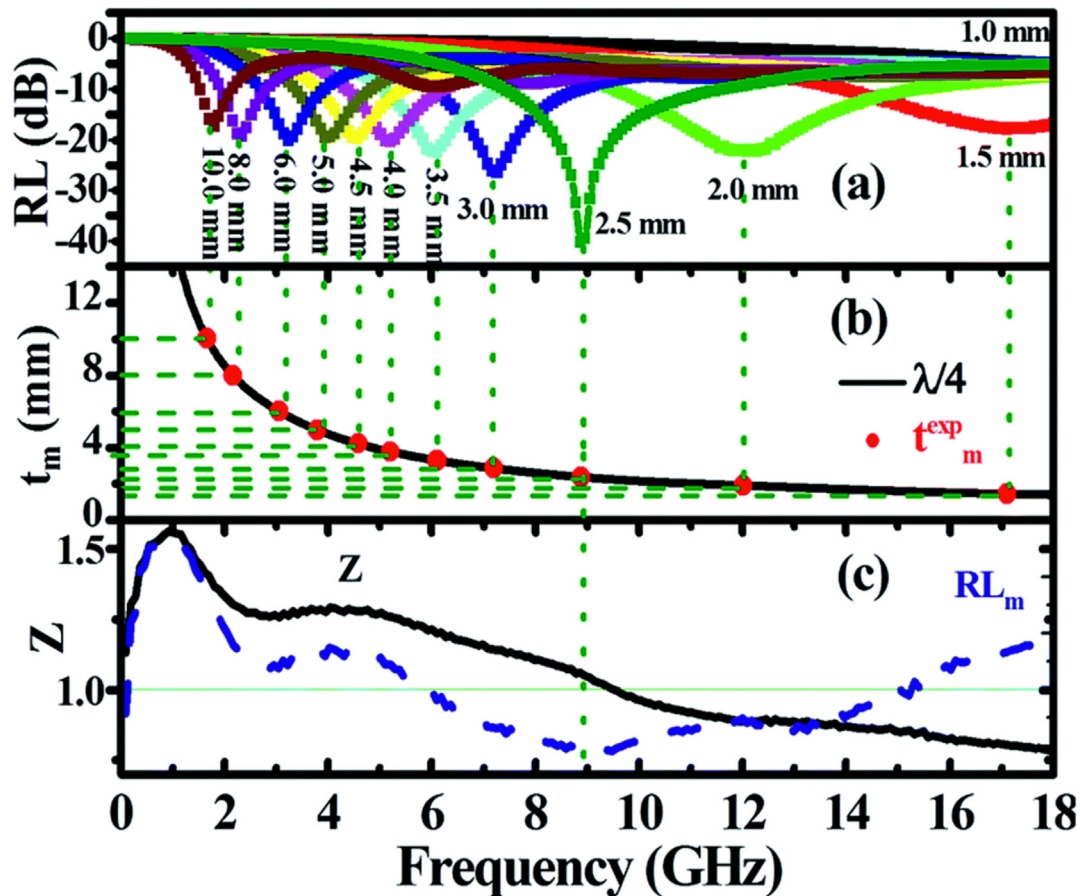 0
-10
-20
-30
-40
RL (dB)
1.0 mm
1.5 mm
2.0 mm
2.5 mm
3.0 mm
3.5 mm
4.0 mm
4.5 mm
5.0 mm
6.0 mm
8.0 mm
10.0 mm
(a)
12
8
4
0
t_m (mm)
(b)
λ/4
t^exp_m
1.5
1.0
Z
Z
(c)
RL_m
0 2 4 6 8 10 12 14 16 18
Frequency (GHz)